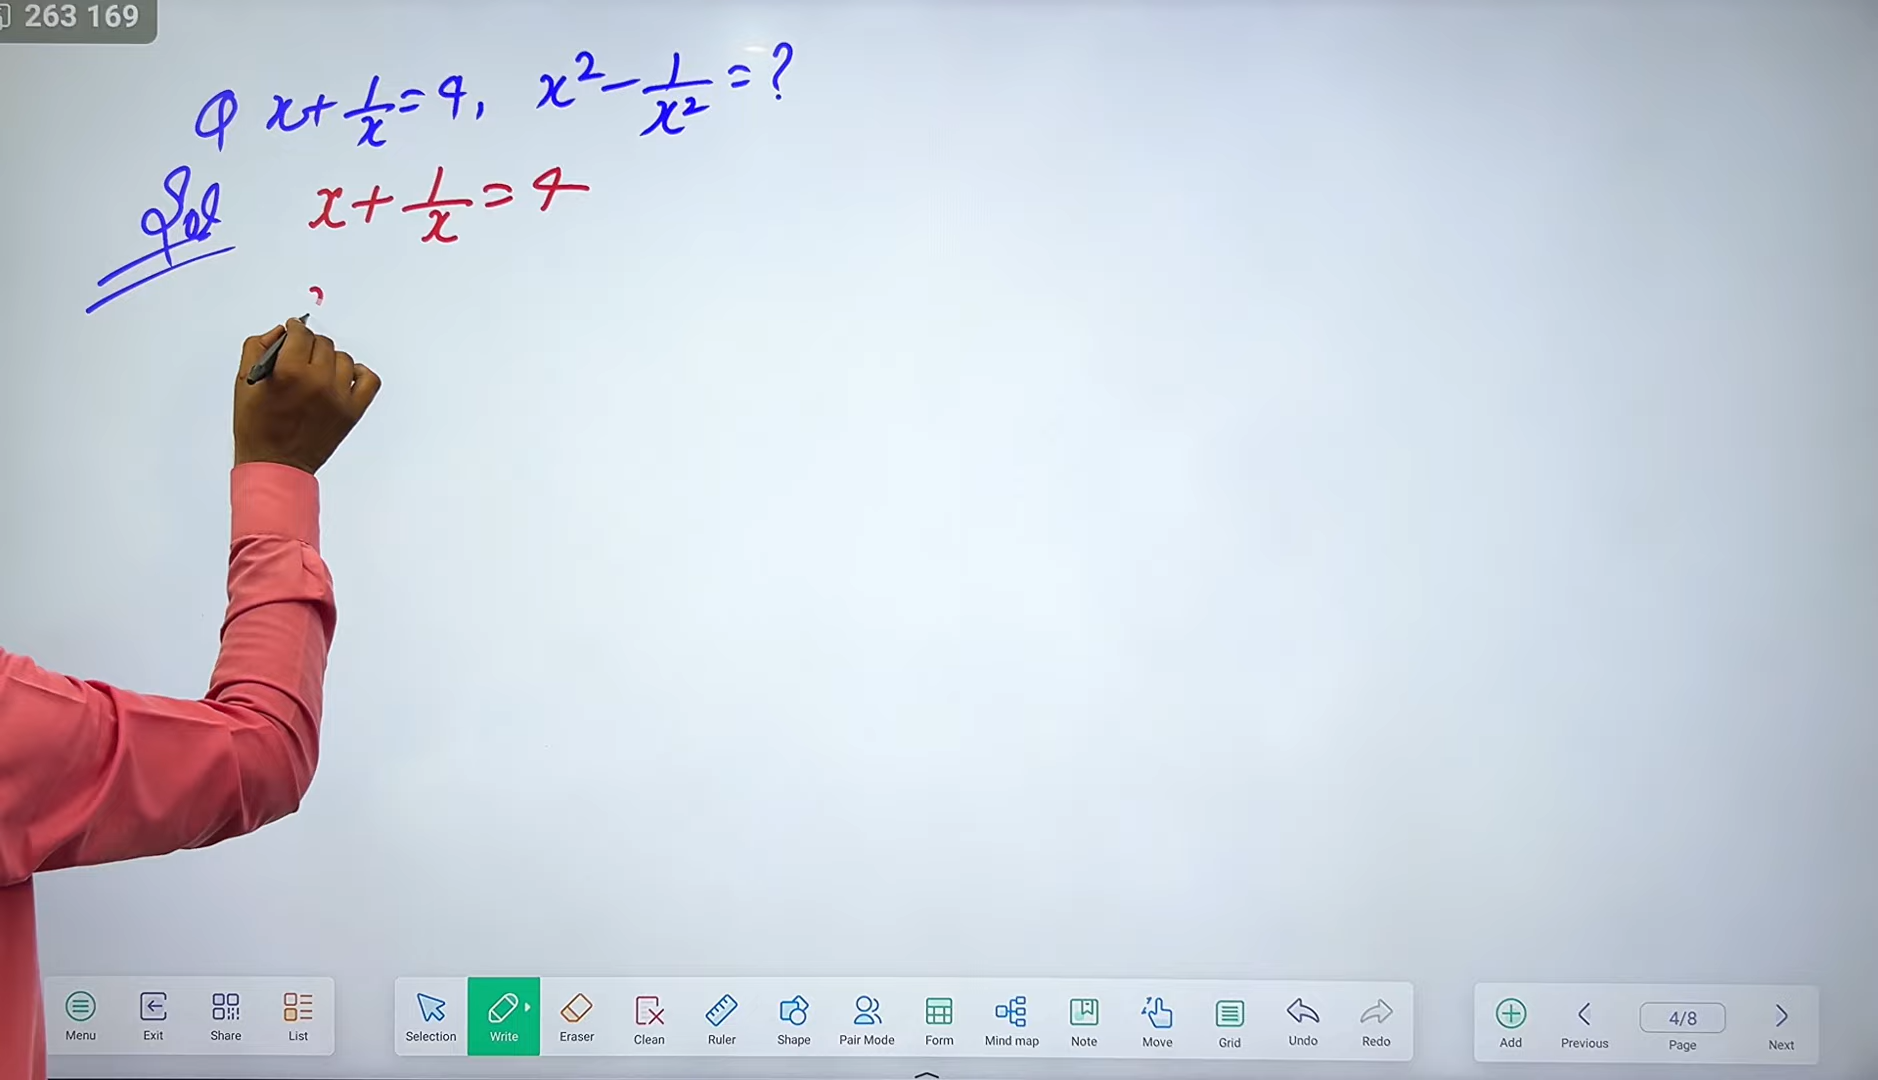 263 169
Q x + 1/x = 4, x² - 1/x² = ?
Sol x + 1/x = 4
Menu Exit Share List Selection Write Eraser Clean Ruler Shape Pair Mode Form Mind map Note Move Grid Undo Redo Add Previous 4/8 Page Next